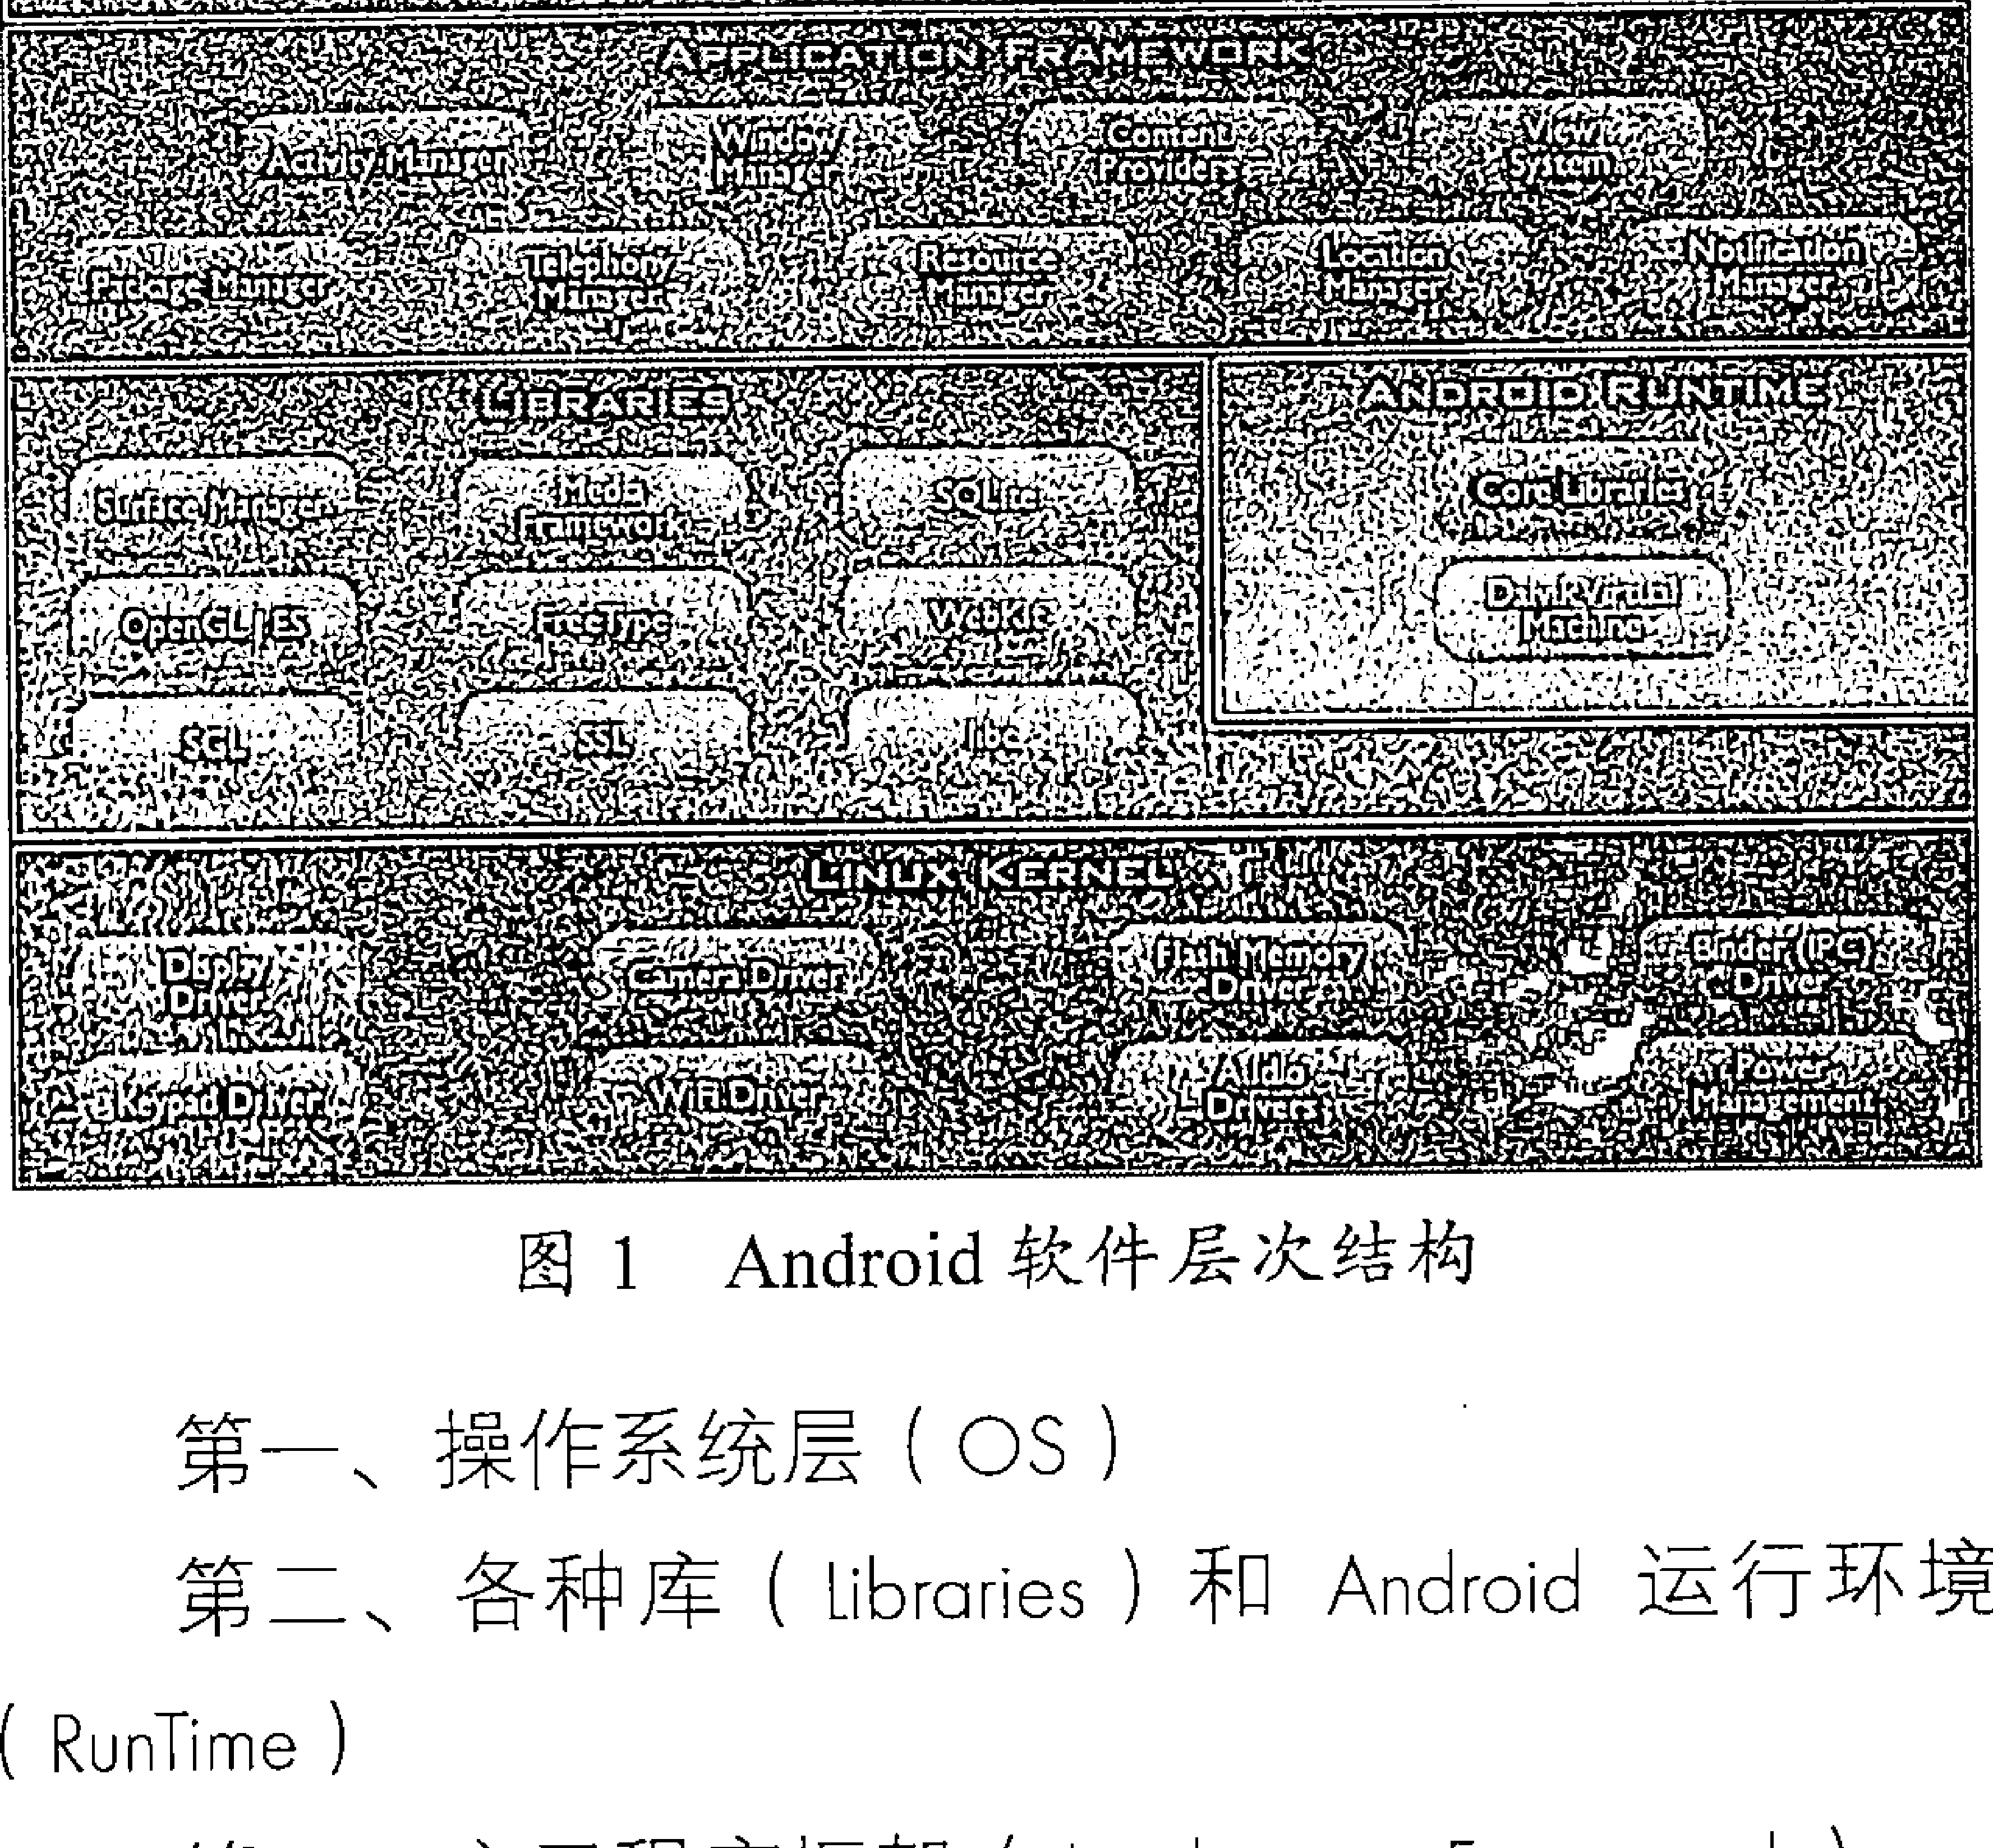 APPLICATION FRAMEWORK
Activity Manager
Window
Manager
Content
Providers
View
System
Package Manager
Telephony
Manager
Resource
Manager
Location
Manager
Notification
Manager
LIBRARIES
Surface Manager
Media
Framework
SQLite
OpenGL | ES
FreeType
WebKit
SGL
SSL
libc
ANDROID RUNTIME
Core Libraries
Dalvik Virtual
Machine
LINUX KERNEL
Display
Driver
Camera Driver
Flash Memory
Driver
Binder (IPC)
Driver
Keypad Driver
WiFi Driver
Audio
Drivers
Power
Management
图 1 Android 软件层次结构
第一、操作系统层(OS)
第二、各种库(Libraries)和 Android 运行环境
(RunTime)